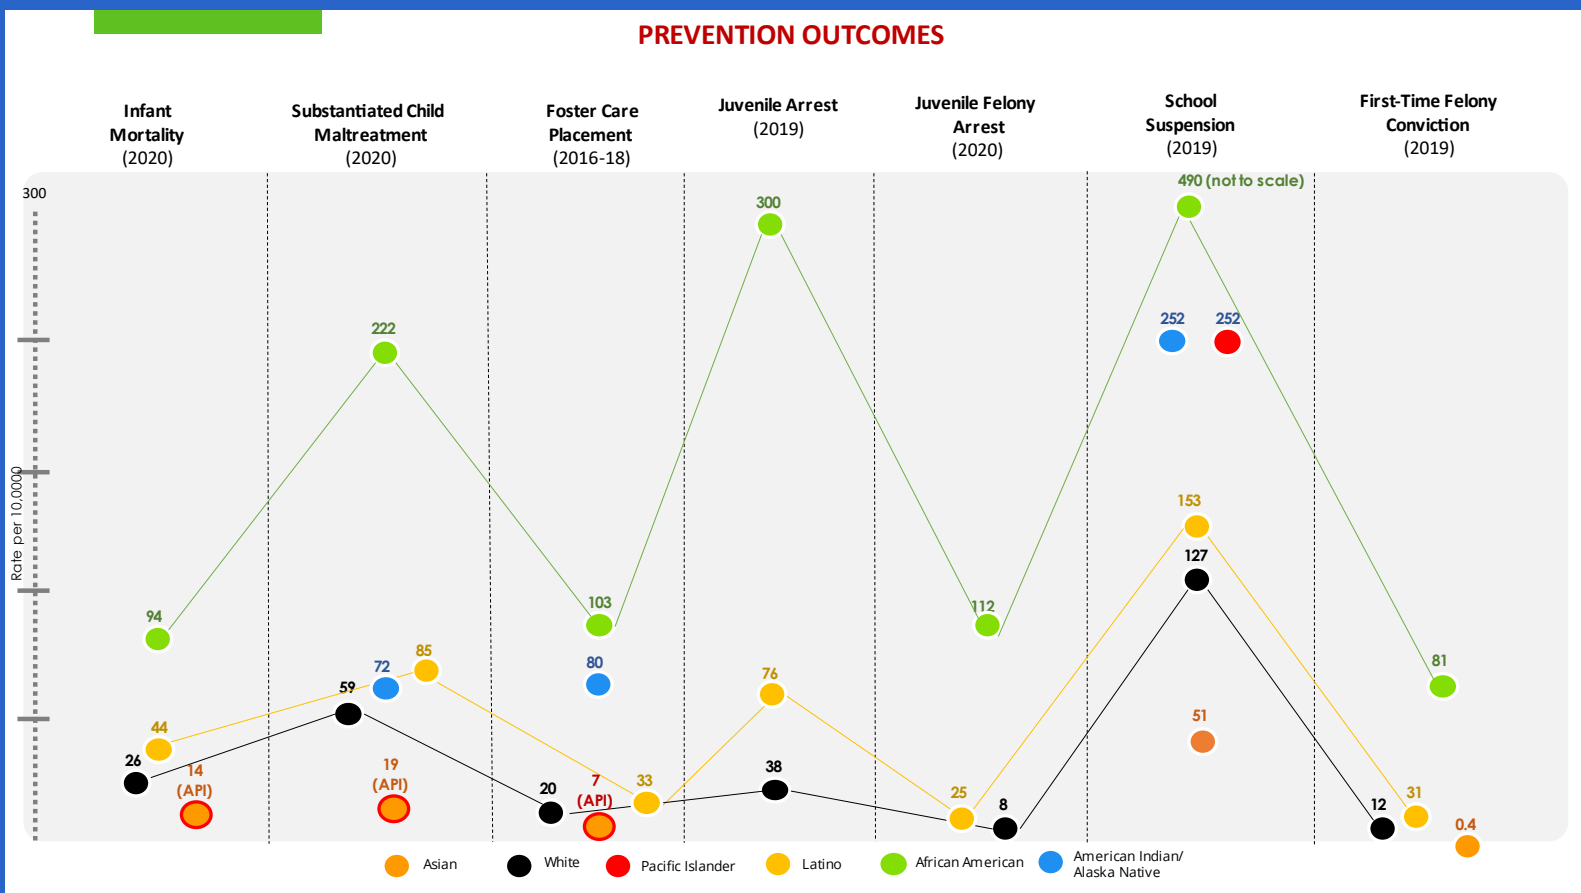 PREVENTION OUTCOMES
Infant
Mortality
(2020)
Substantiated Child
Maltreatment
(2020)
Foster Care
Placement
(2016-18)
Juvenile Arrest
(2019)
Juvenile Felony
Arrest
(2020)
School
Suspension
(2019)
First-Time Felony
Conviction
(2019)
300
Rate per 10,0000
94
44
26
14
(API)
222
85
72
59
19
(API)
103
80
33
20
7
(API)
300
76
38
112
25
8
490 (not to scale)
252
252
153
127
51
81
31
12
0.4
Asian
White
Pacific Islander
Latino
African American
American Indian/
Alaska Native